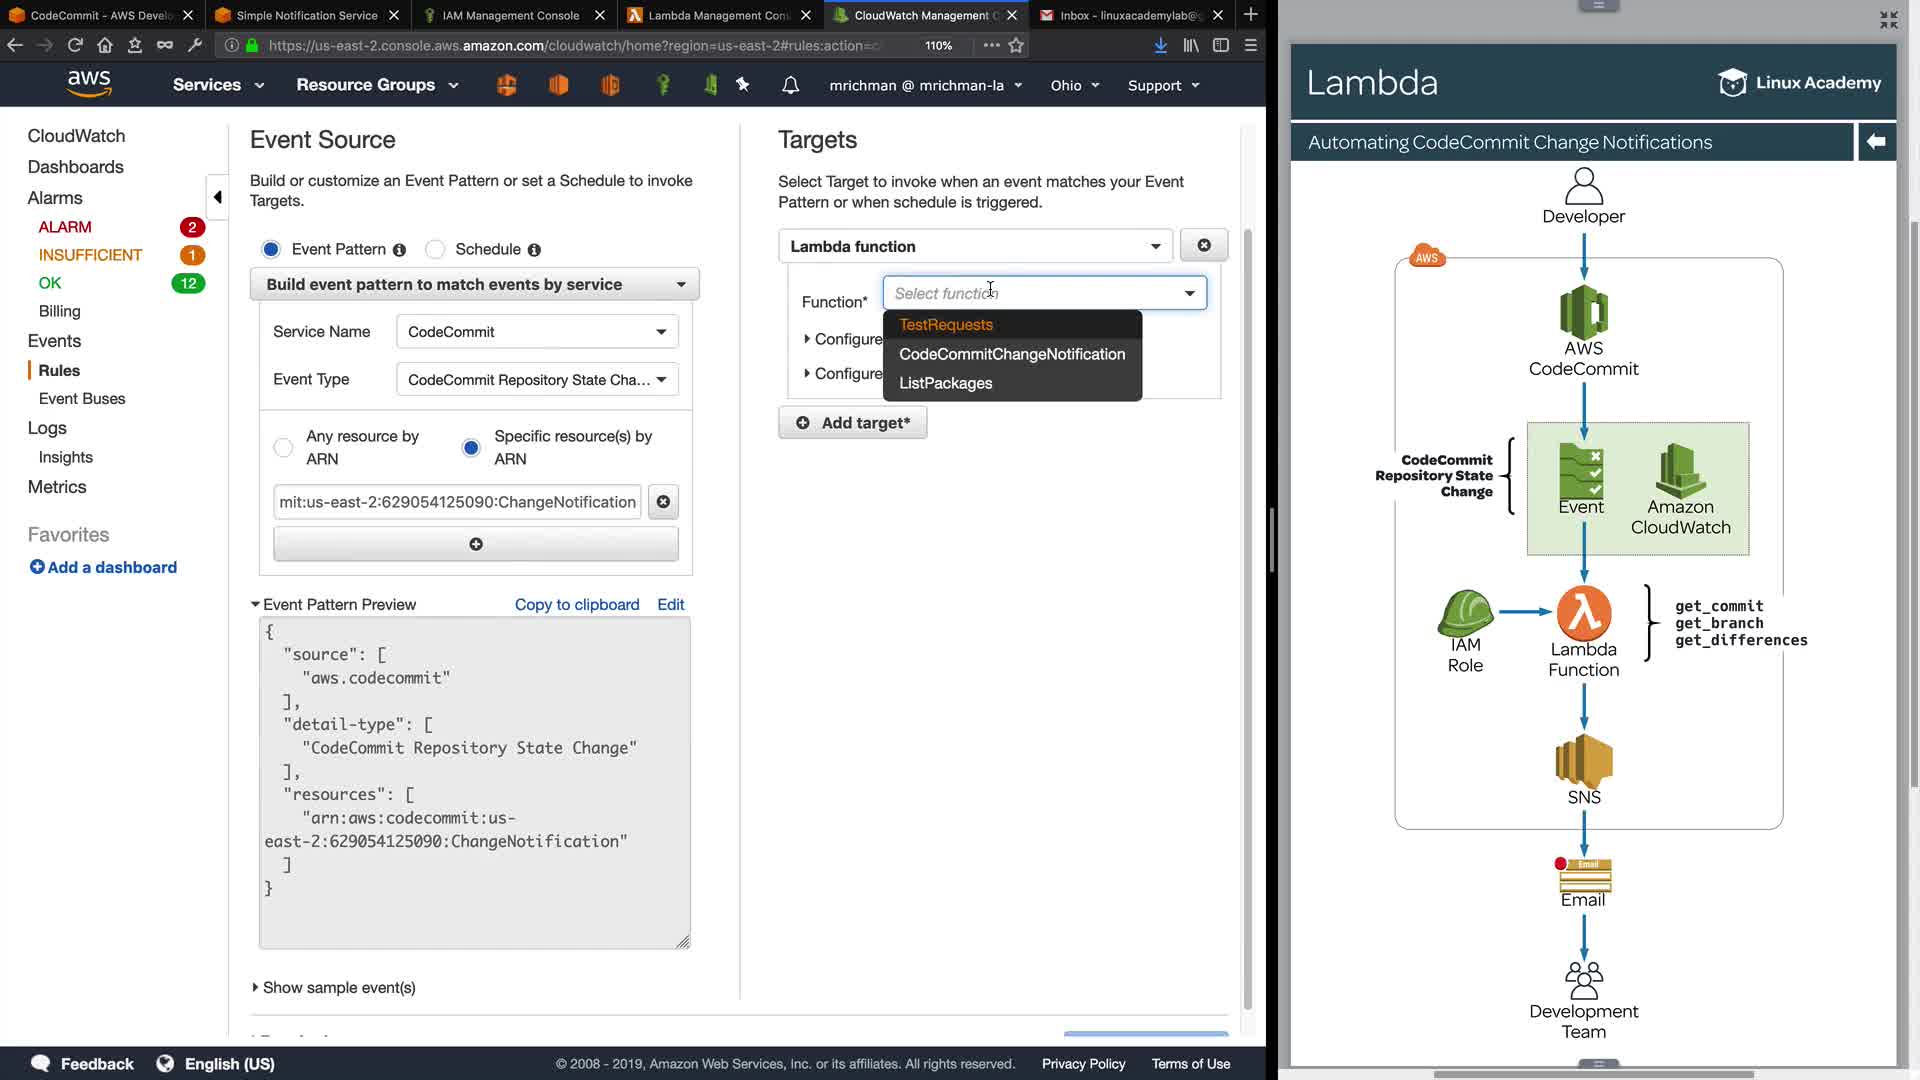 CodeCommit - AWS Develo
Simple Notification Service
IAM Management Console
Lambda Management Con
CloudWatch Management C
Inbox - linuxacademylab@g
https://us-east-2.console.aws.amazon.com/cloudwatch/home?region=us-east-2#rules:action=c
110%
aws
Services
Resource Groups
mrichman @ mrichman-la
Ohio
Support
CloudWatch
Dashboards
Alarms
ALARM 2
INSUFFICIENT 1
OK 12
Billing
Events
Rules
Event Buses
Logs
Insights
Metrics
Favorites
Add a dashboard
Event Source
Build or customize an Event Pattern or set a Schedule to invoke
Targets.
Event Pattern
Schedule
Build event pattern to match events by service
Service Name
CodeCommit
Event Type
CodeCommit Repository State Cha...
Any resource by
ARN
Specific resource(s) by
ARN
mit:us-east-2:629054125090:ChangeNotification
Event Pattern Preview
Copy to clipboard
Edit
{
"source": [
"aws.codecommit"
],
"detail-type": [
"CodeCommit Repository State Change"
],
"resources": [
"arn:aws:codecommit:us-
east-2:629054125090:ChangeNotification"
]
}
Show sample event(s)
Targets
Select Target to invoke when an event matches your Event
Pattern or when schedule is triggered.
Lambda function
Function*
Select function
TestRequests
CodeCommitChangeNotification
ListPackages
Configure
Configure
Add target*
Feedback
English (US)
© 2008 - 2019, Amazon Web Services, Inc. or its affiliates. All rights reserved.
Privacy Policy
Terms of Use
Lambda
Linux Academy
Automating CodeCommit Change Notifications
Developer
AWS
AWS
CodeCommit
CodeCommit
Repository State
Change
Event
Amazon
CloudWatch
IAM
Role
Lambda
Function
get_commit
get_branch
get_differences
SNS
Email
Email
Development
Team